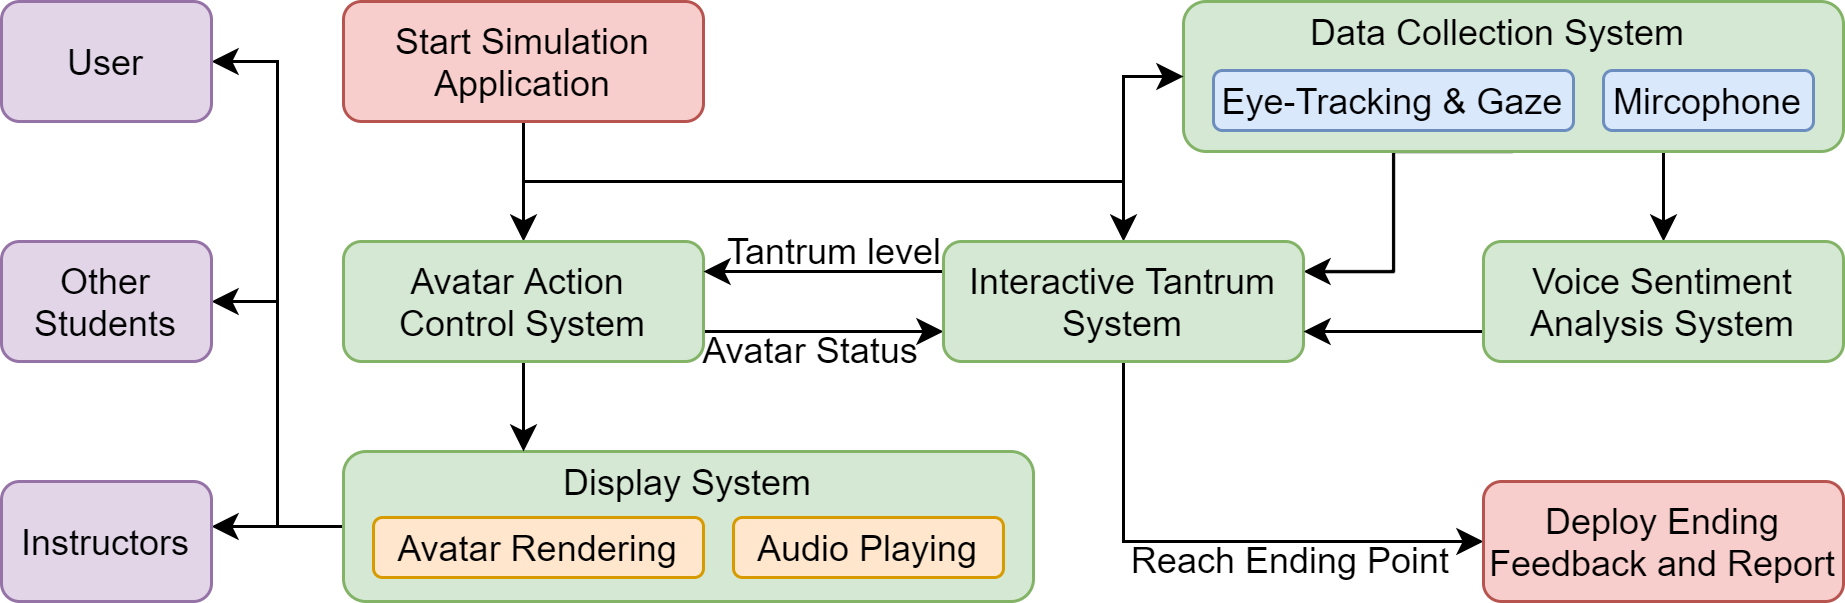 User
Start Simulation
Application
Data Collection System
Eye-Tracking & Gaze
Mircophone
Other
Students
Avatar Action
Control System
Tantrum level
Avatar Status
Interactive Tantrum
System
Voice Sentiment
Analysis System
Instructors
Display System
Avatar Rendering
Audio Playing
Reach Ending Point
Deploy Ending
Feedback and Report